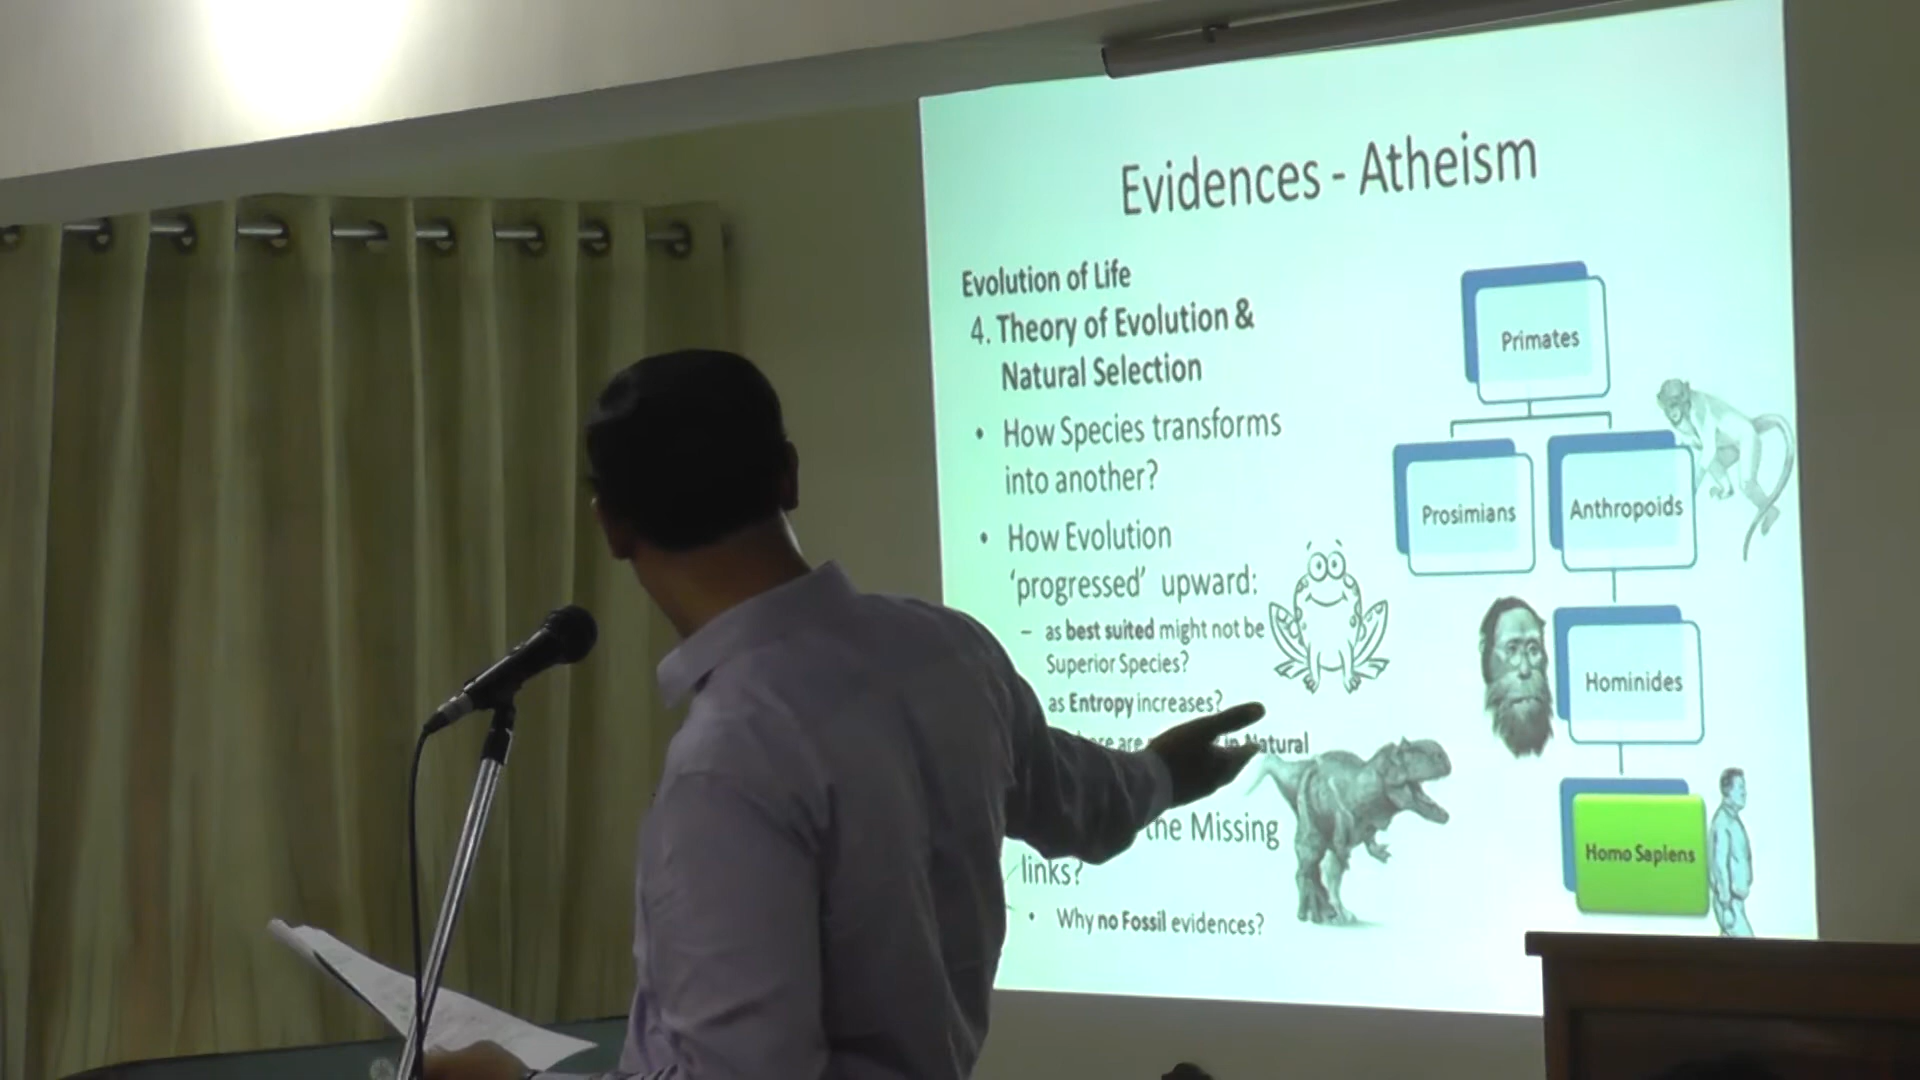 Evidences - Atheism
Evolution of Life
4. Theory of Evolution &
Natural Selection
• How Species transforms
into another?
• How Evolution
‘progressed’ upward:
– as best suited might not be
Superior Species?
as Entropy increases?
are in Natural
the Missing
links?
• Why no Fossil evidences?
Primates
Prosimians
Anthropoids
Hominides
Homo Sapiens